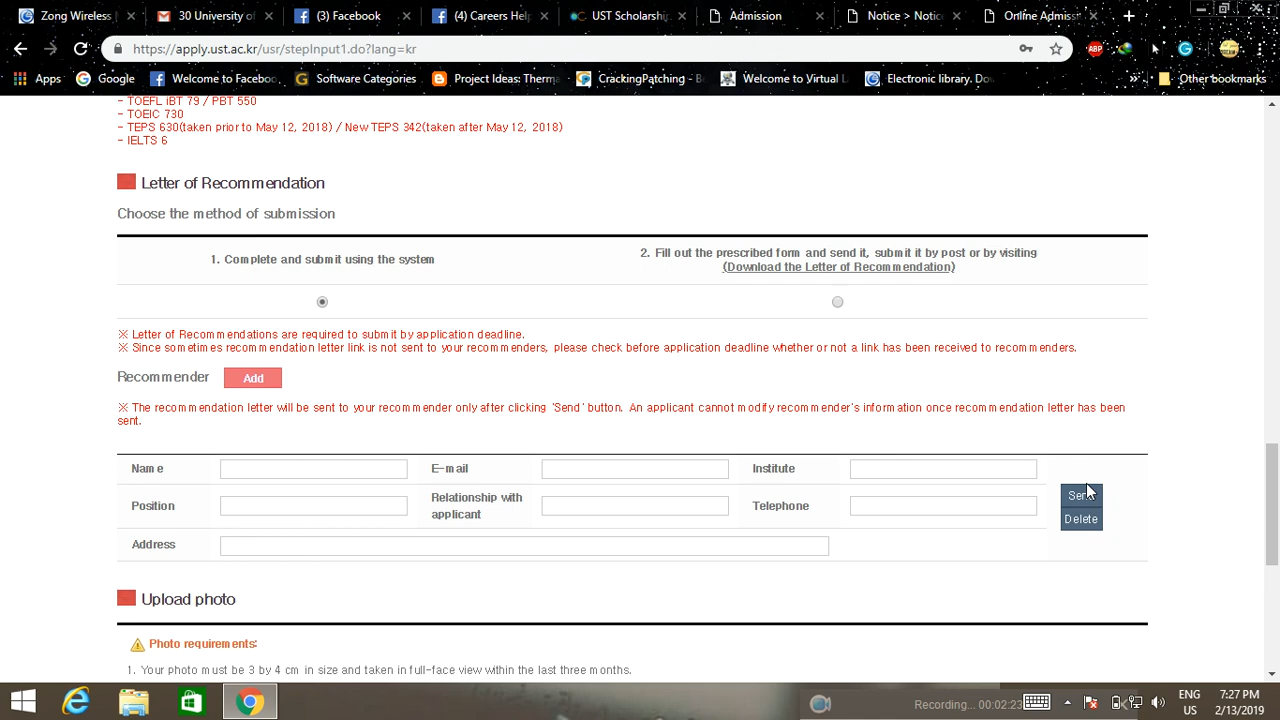 Zong Wireless
30 University of
(3) Facebook
(4) Careers Help
UST Scholarship
Admission
Notice > Notic
Online Admiss
https://apply.ust.ac.kr/usr/stepInput1.do?lang=kr
ABP
Apps
Google
Welcome to Faceboo
Software Categories
Project Ideas: Therma
CrackingPatching - B
Welcome to Virtual L
Electronic library. Do
Other bookmarks
- TOEFL iBT 79 / PBT 550
- TOEIC 730
- TEPS 630(taken prior to May 12, 2018) / New TEPS 342(taken after May 12, 2018)
- IELTS 6
Letter of Recommendation
Choose the method of submission
1. Complete and submit using the system
2. Fill out the prescribed form and send it, submit it by post or by visiting
(Download the Letter of Recommendation)
※ Letter of Recommendations are required to submit by application deadline.
※ Since sometimes recommendation letter link is not sent to your recommenders, please check before application deadline whether or not a link has been received to recommenders.
Recommender Add
※ The recommendation letter will be sent to your recommender only after clicking 'Send' button. An applicant cannot modify recommender's information once recommendation letter has been
sent.
Name
E-mail
Institute
Send
Position
Relationship with
applicant
Telephone
Delete
Address
Upload photo
Photo requirements:
1. Your photo must be 3 by 4 cm in size and taken in full-face view within the last three months.
Recording... 00:02:23
ENG
US
7:27 PM
2/13/2019